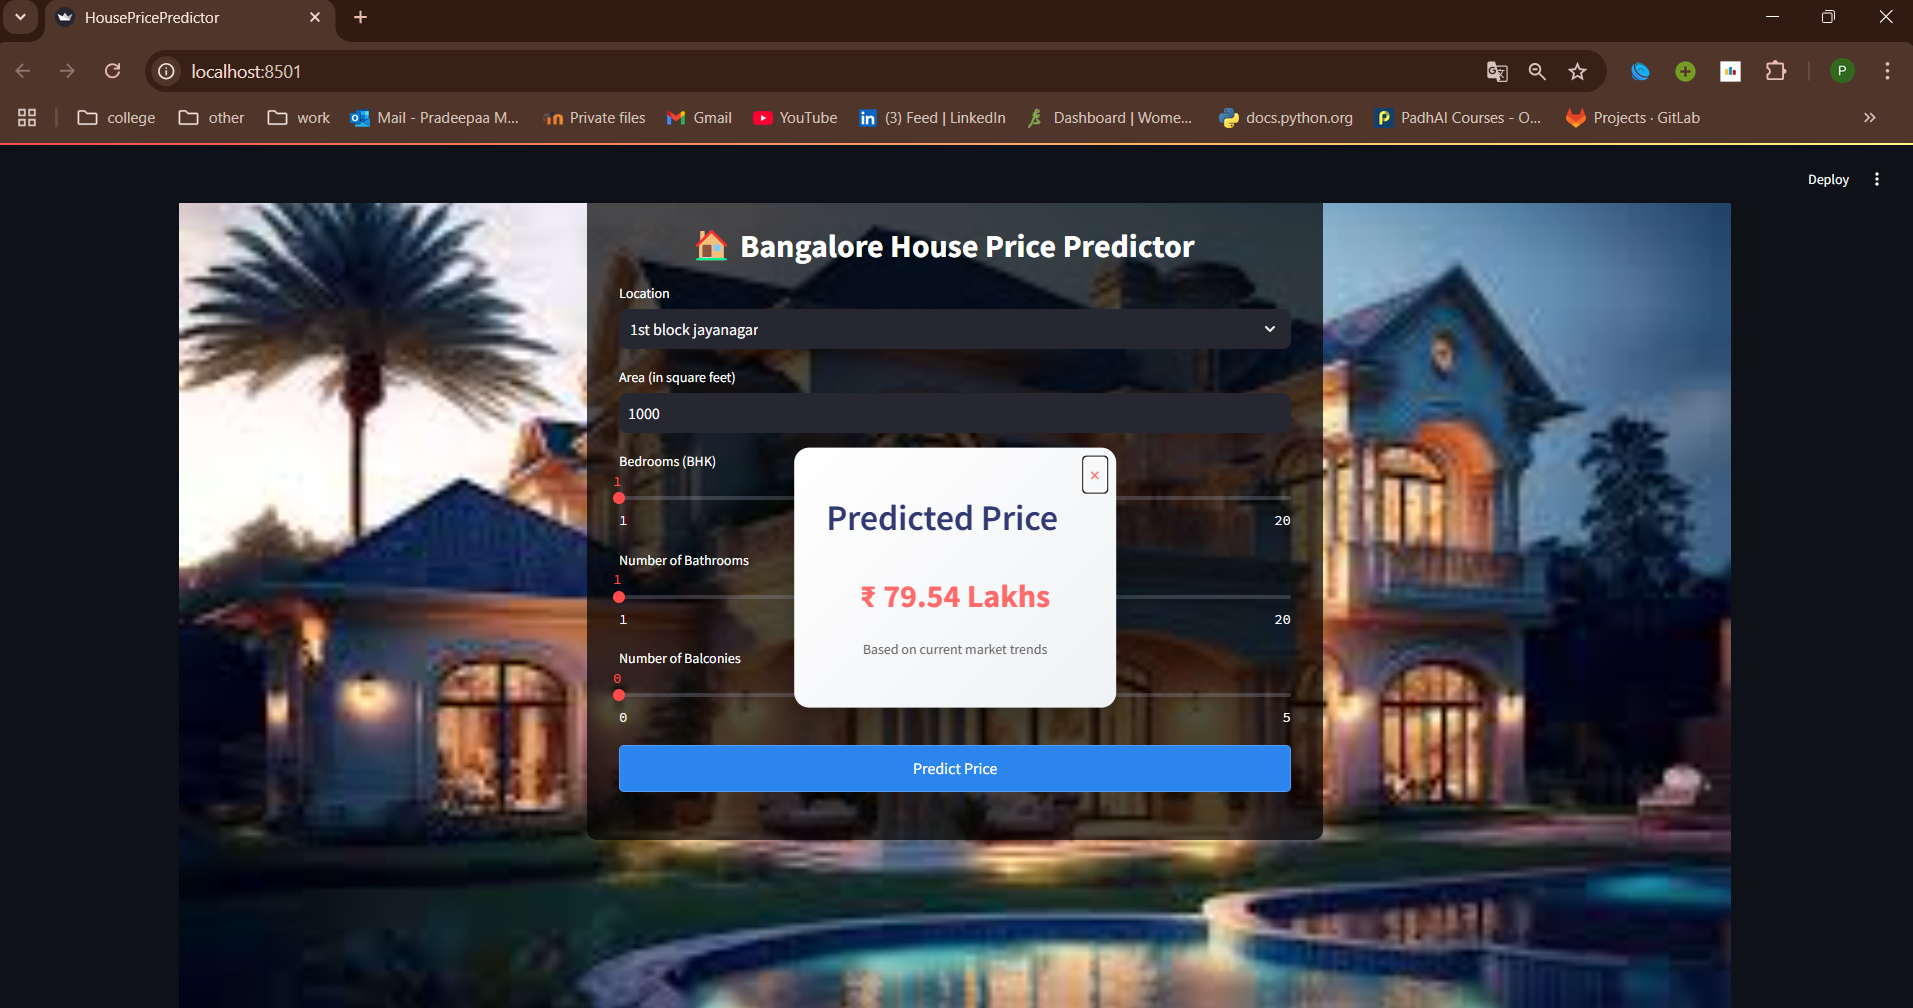 HousePricePredictor
localhost:8501
P
college
other
work
Mail - Pradeepaa M...
Private files
Gmail
YouTube
(3) Feed | LinkedIn
Dashboard | Wome...
docs.python.org
PadhAI Courses - O...
Projects · GitLab
Deploy
Bangalore House Price Predictor
Location
1st block jayanagar
Area (in square feet)
1000
Bedrooms (BHK)
1
1 20
Number of Bathrooms
1
1 20
Number of Balconies
0
0 5
Predicted Price
₹ 79.54 Lakhs
Based on current market trends
Predict Price